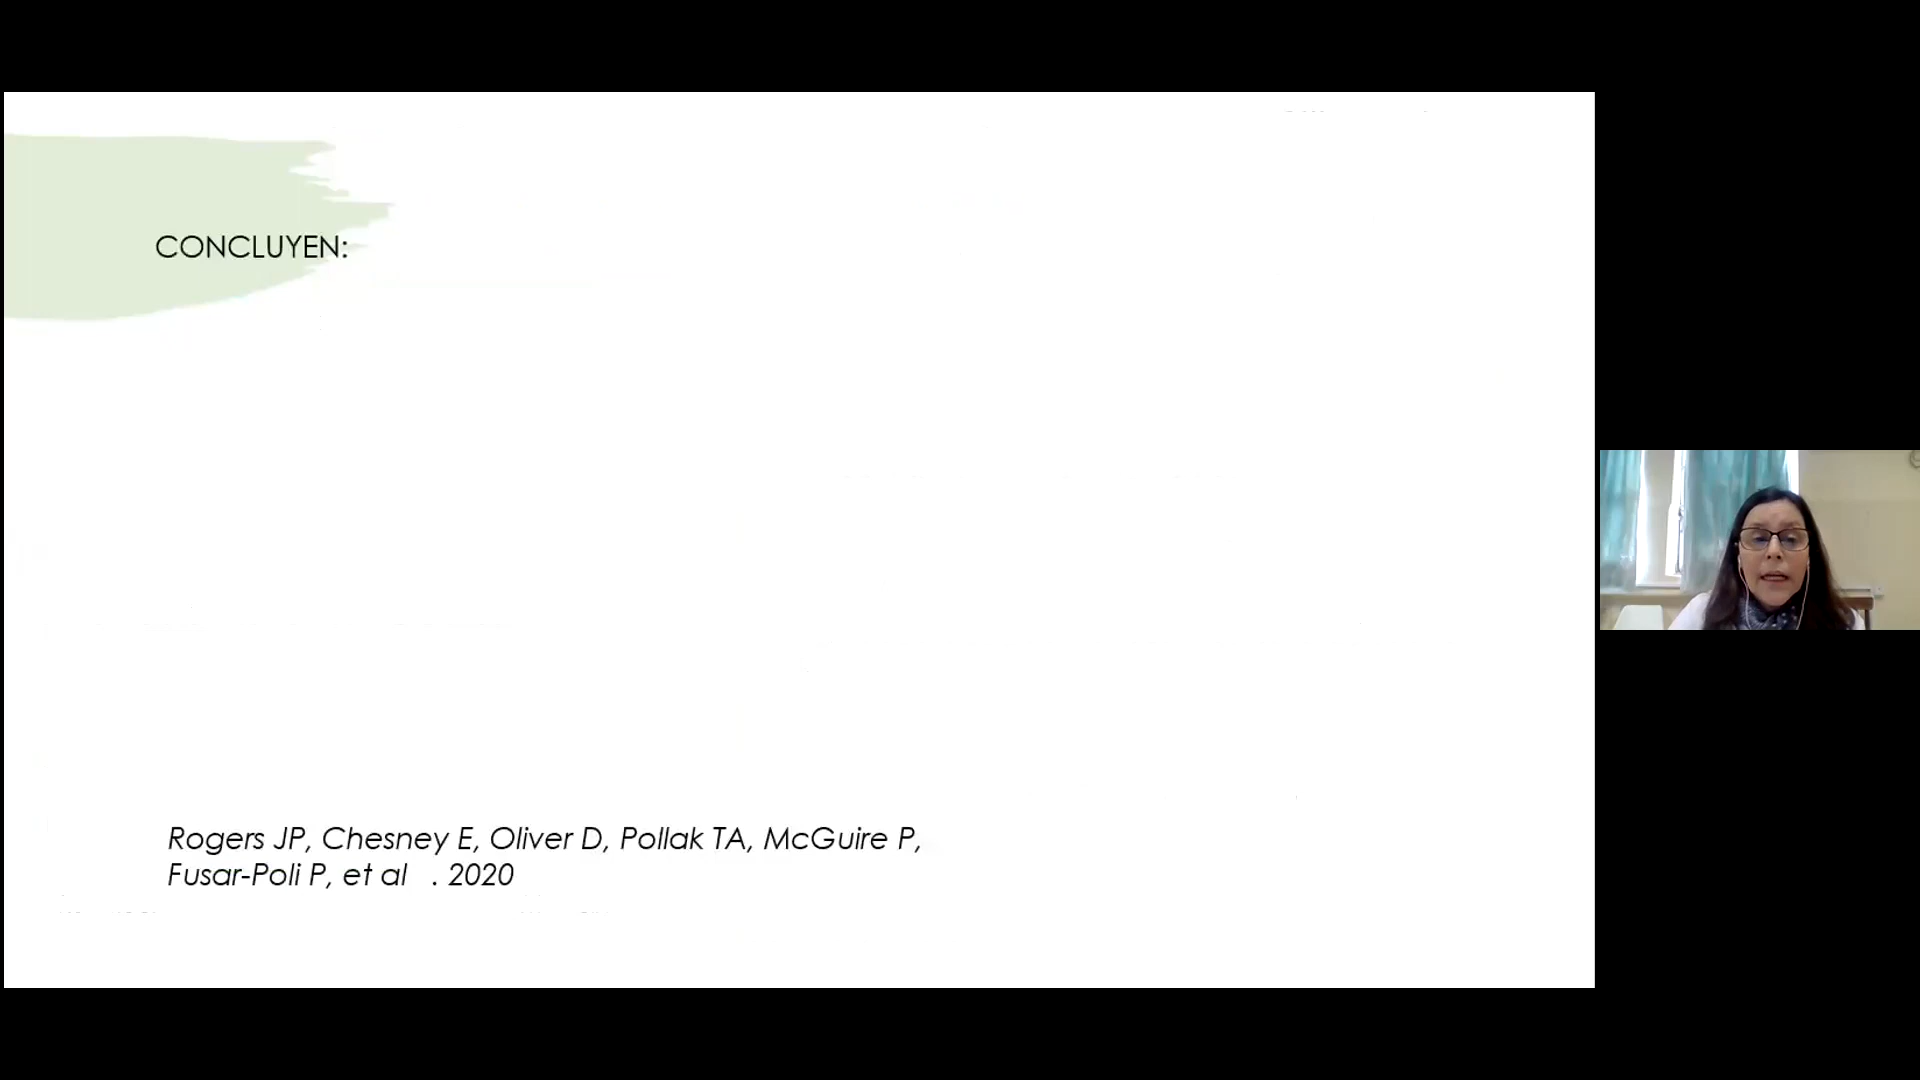 CONCLUYEN:
Rogers JP, Chesney E, Oliver D, Pollak TA, McGuire P,
Fusar-Poli P, et al . 2020